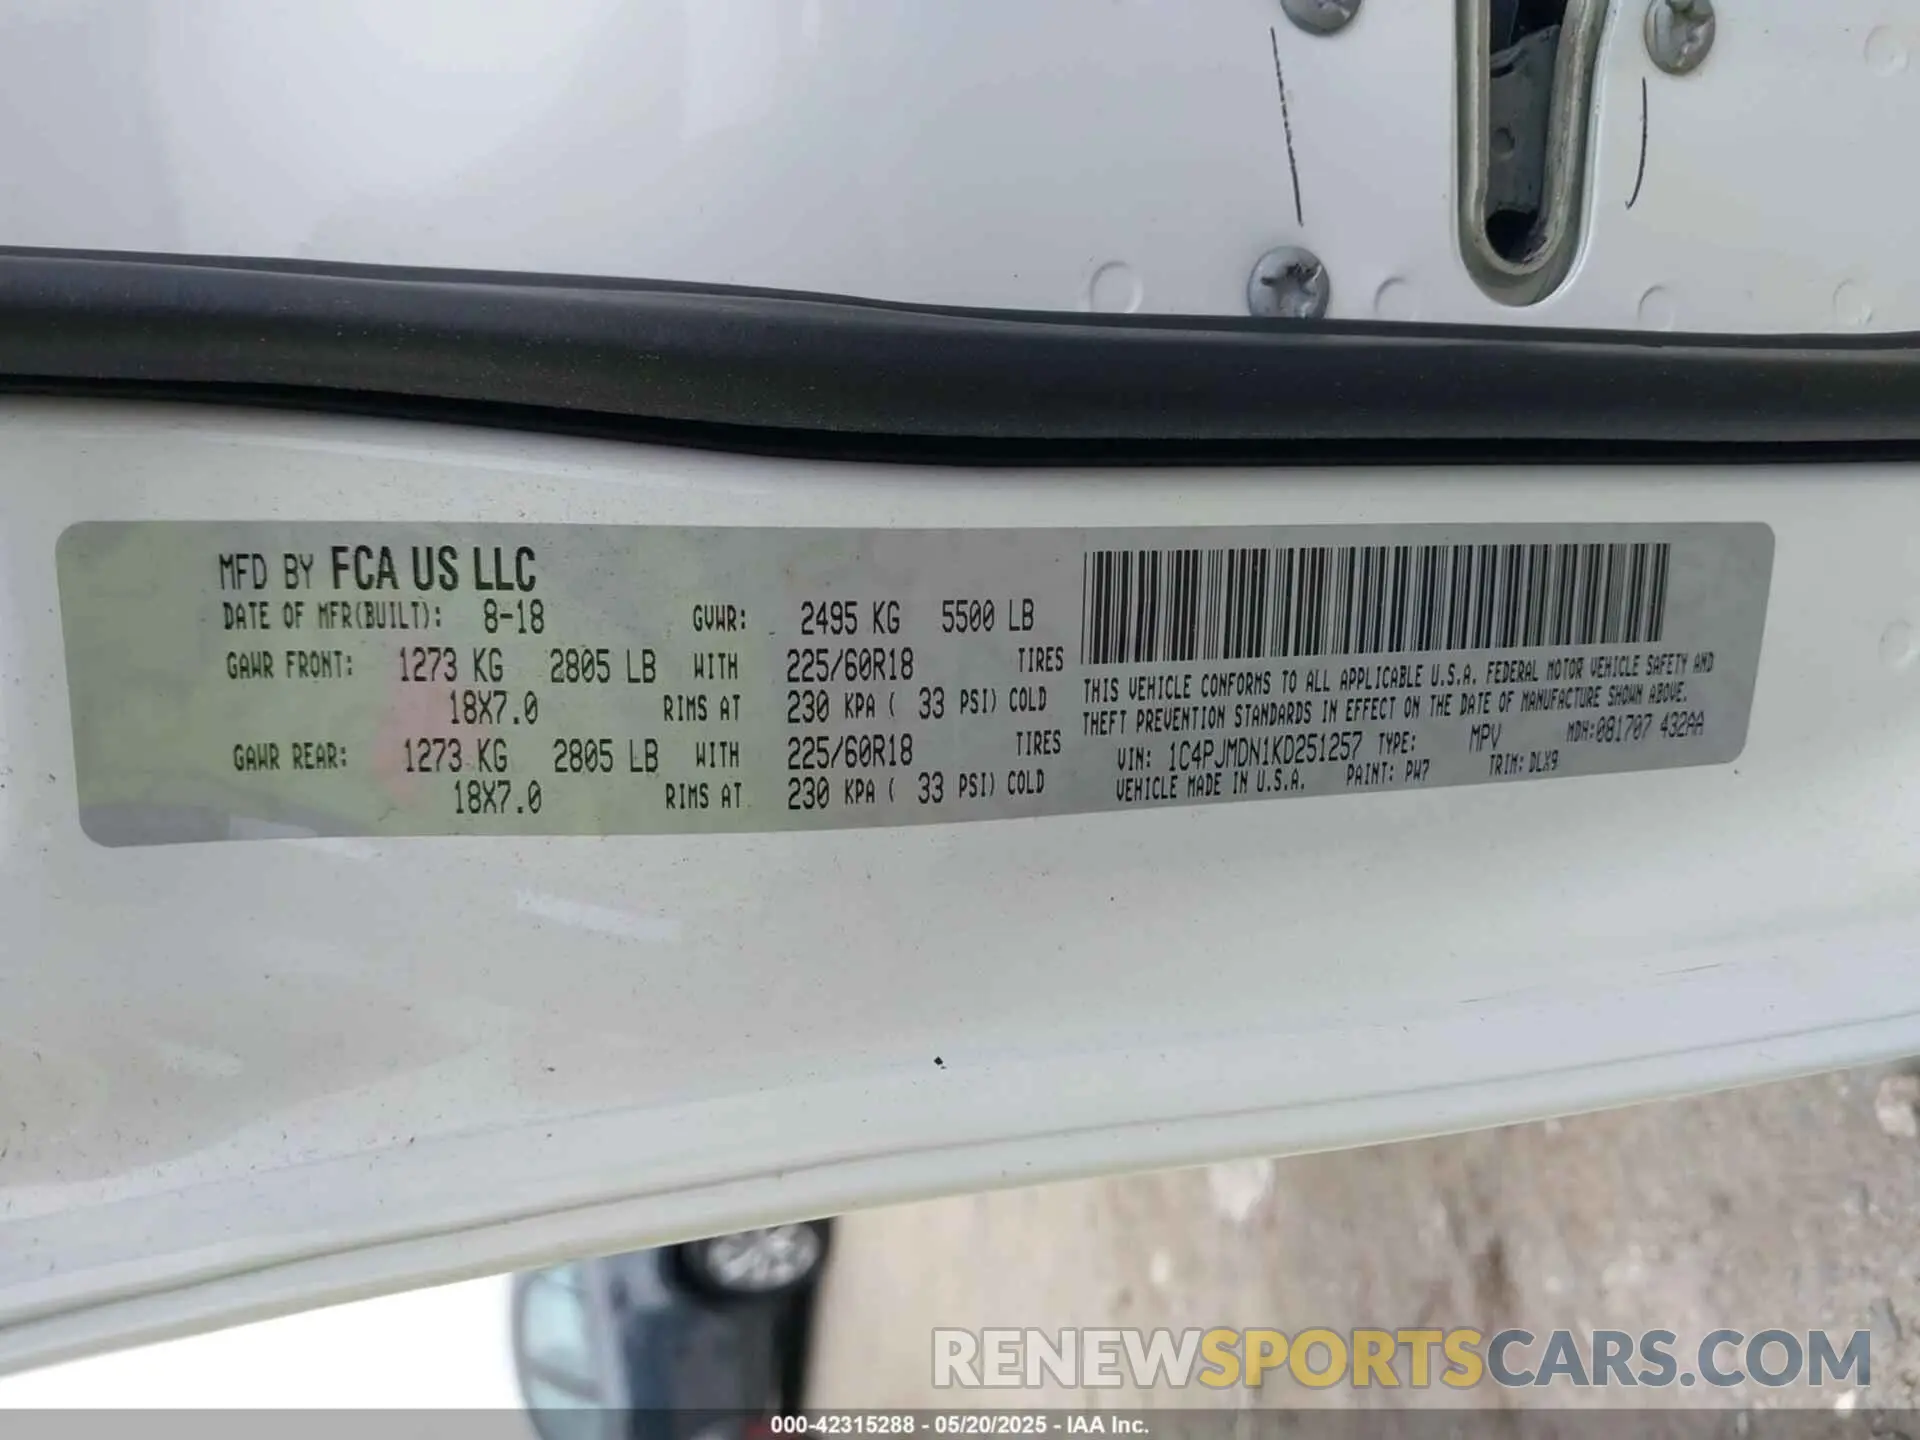 MFD BY FCA US LLC
DATE OF MFR(BUILT): 8-18 GVWR: 2495 KG 5500 LB
GAWR FRONT: 1273 KG 2805 LB WITH 225/60R18 TIRES
18X7.0 RIMS AT 230 KPA ( 33 PSI) COLD
GAWR REAR: 1273 KG 2805 LB WITH 225/60R18 TIRES
18X7.0 RIMS AT 230 KPA ( 33 PSI) COLD
THIS VEHICLE CONFORMS TO ALL APPLICABLE U.S.A. FEDERAL MOTOR VEHICLE SAFETY AND
THEFT PREVENTION STANDARDS IN EFFECT ON THE DATE OF MANUFACTURE SHOWN ABOVE.
VIN: 1C4PJMDN1KD251257 TYPE: MPV MDH:081707 432AA
VEHICLE MADE IN U.S.A. PAINT: PW7 TRIM: DLX9
RENEWSPORTSCARS.COM
000-42315288 - 05/20/2025 - IAA Inc.